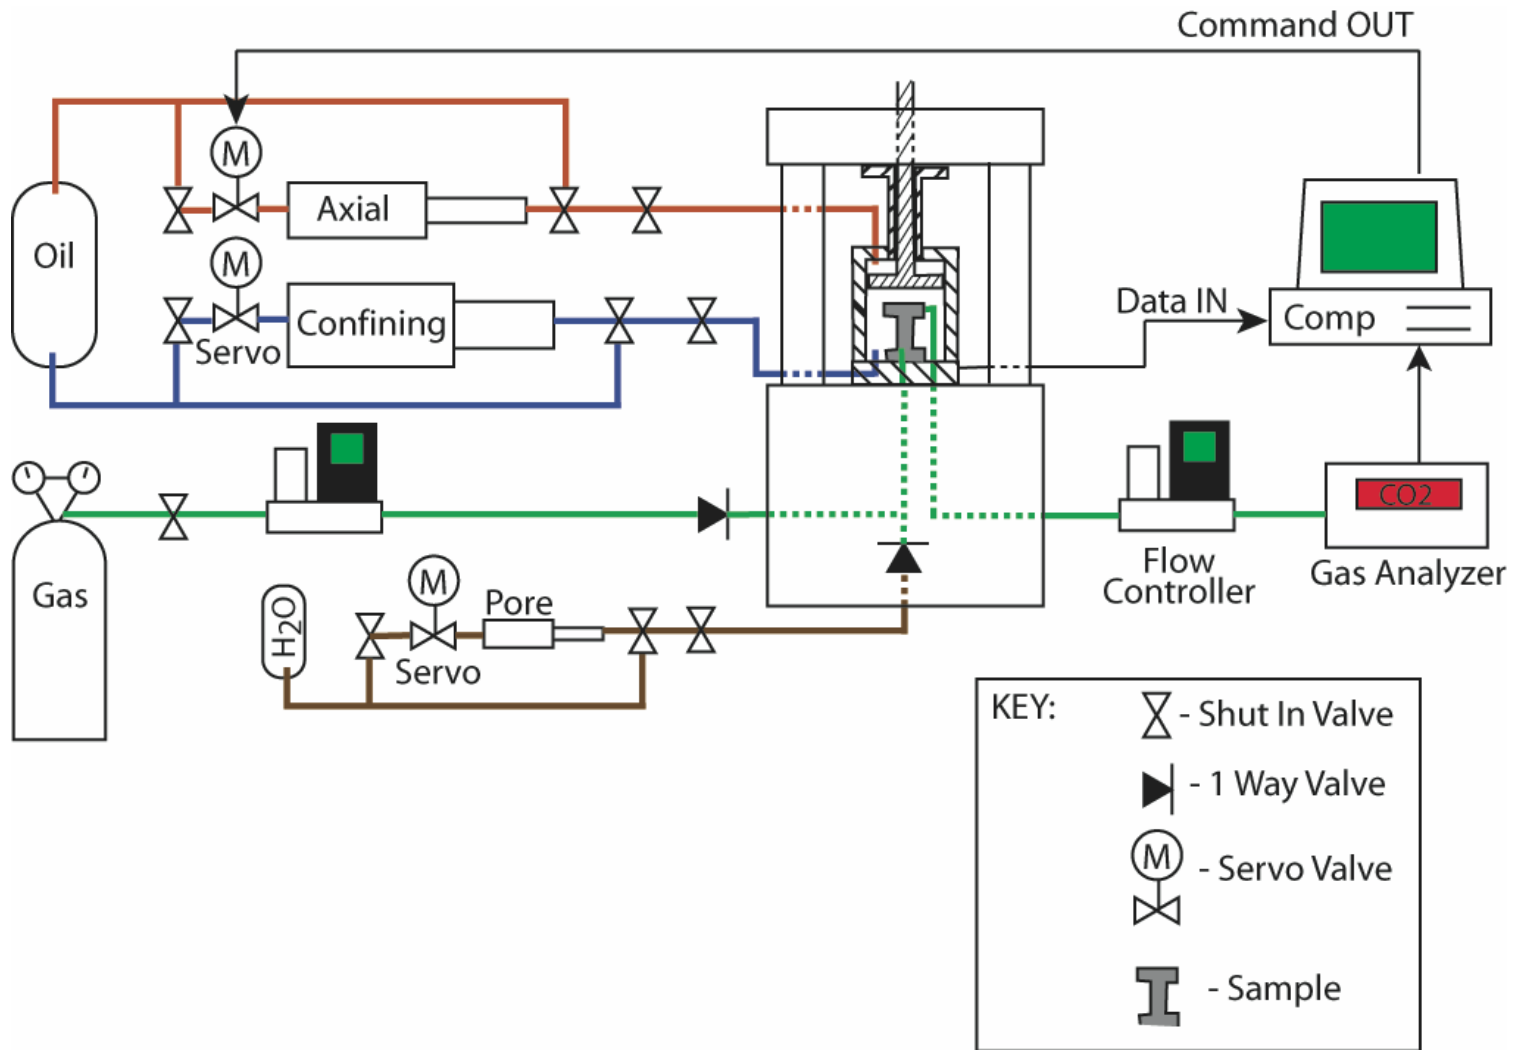 Command OUT
M
Oil
Axial
M
Servo
Confining
Data IN
Comp
CO2
Gas Analyzer
Flow
Controller
Gas
H2O
M
Pore
Servo
KEY:
- Shut In Valve
- 1 Way Valve
M
- Servo Valve
- Sample